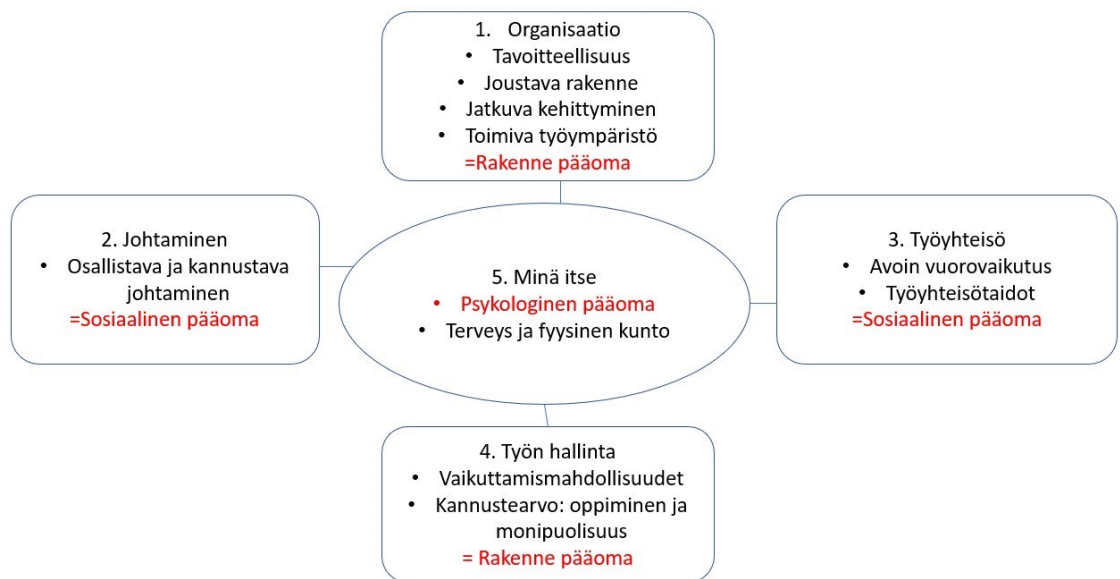 1. Organisaatio
• Tavoitteellisuus
• Joustava rakenne
• Jatkuva kehittyminen
• Toimiva työympäristö
=Rakenne pääoma
2. Johtaminen
• Osallistava ja kannustava
johtaminen
=Sosiaalinen pääoma
5. Minä itse
• Psykologinen pääoma
• Terveys ja fyysinen kunto
3. Työyhteisö
• Avoin vuorovaikutus
• Työyhteisötaidot
=Sosiaalinen pääoma
4. Työn hallinta
• Vaikuttamismahdollisuudet
• Kannustearvo: oppiminen ja
monipuolisuus
= Rakenne pääoma